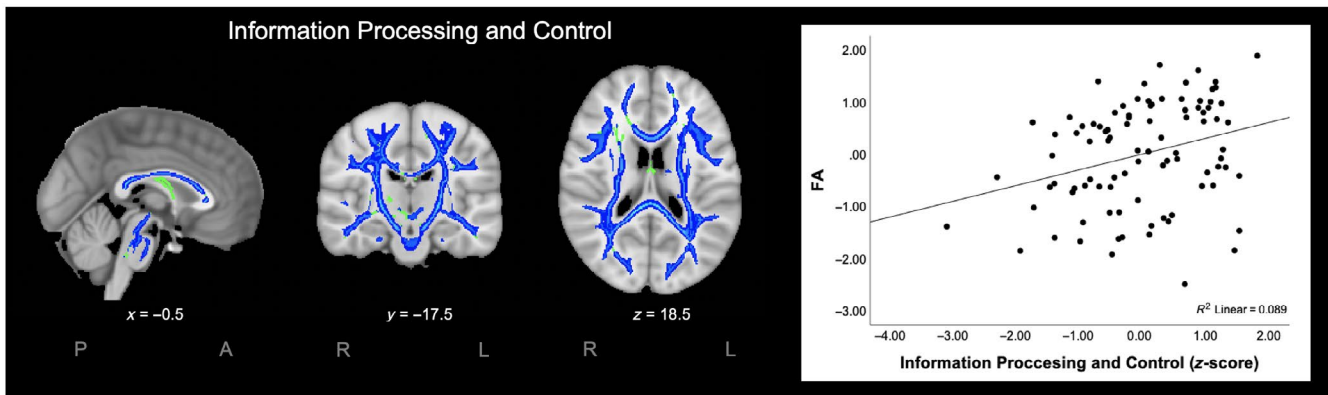 Information Processing and Control
x = −0.5
y = −17.5
z = 18.5
P A R L R L
2.00
1.00
.00
−1.00
−2.00
−3.00
FA
R² Linear = 0.089
−4.00 −3.00 −2.00 −1.00 0.00 1.00 2.00
Information Proccesing and Control (z-score)